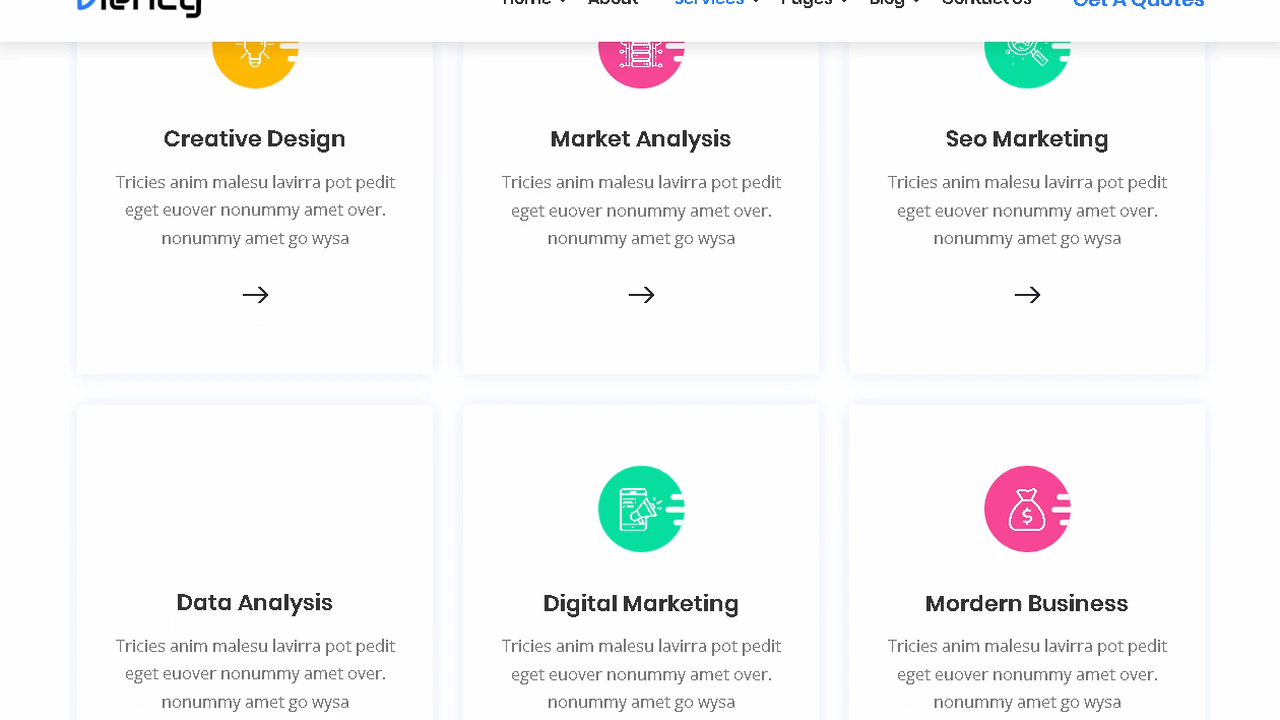 Diency
Home About Services Pages Blog Contact Us Get A Quotes
Creative Design Market Analysis Seo Marketing
Tricies anim malesu lavirra pot pedit Tricies anim malesu lavirra pot pedit Tricies anim malesu lavirra pot pedit
eget euover nonummy amet over. eget euover nonummy amet over. eget euover nonummy amet over.
nonummy amet go wysa nonummy amet go wysa nonummy amet go wysa
Data Analysis Digital Marketing Mordern Business
Tricies anim malesu lavirra pot pedit Tricies anim malesu lavirra pot pedit Tricies anim malesu lavirra pot pedit
eget euover nonummy amet over. eget euover nonummy amet over. eget euover nonummy amet over.
nonummy amet go wysa nonummy amet go wysa nonummy amet go wysa